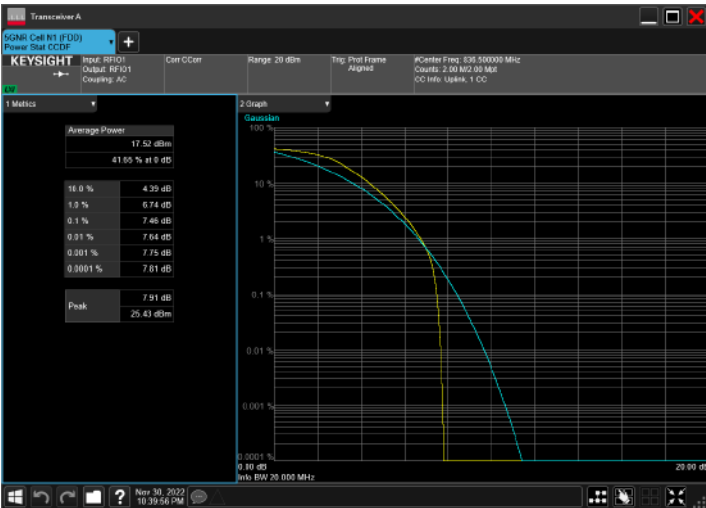 Transceiver A
5GNR Cell N1 (FDD)
Power Stat CCDF
KEYSIGHT
Input: RFIO1
Output: RFIO1
Coupling: AC
Corr CCorr
Range: 20 dBm
Trig: Prot Frame
Aligned
#Center Freq: 836.500000 MHz
Counts: 2.00 M/2.00 Mpt
CC Info: Uplink, 1 CC
1 Metrics
Average Power
17.52 dBm
41.65 % at 0 dB
10.0 % 4.39 dB
1.0 % 6.74 dB
0.1 % 7.46 dB
0.01 % 7.64 dB
0.001 % 7.75 dB
0.0001 % 7.81 dB
Peak
7.91 dB
25.43 dBm
2 Graph
Gaussian
100 %
10 %
1 %
0.1 %
0.01 %
0.001 %
0.0001 %
0.00 dB
20.00 dB
Info BW 20.000 MHz
Nov 30, 2022
10:39:56 PM